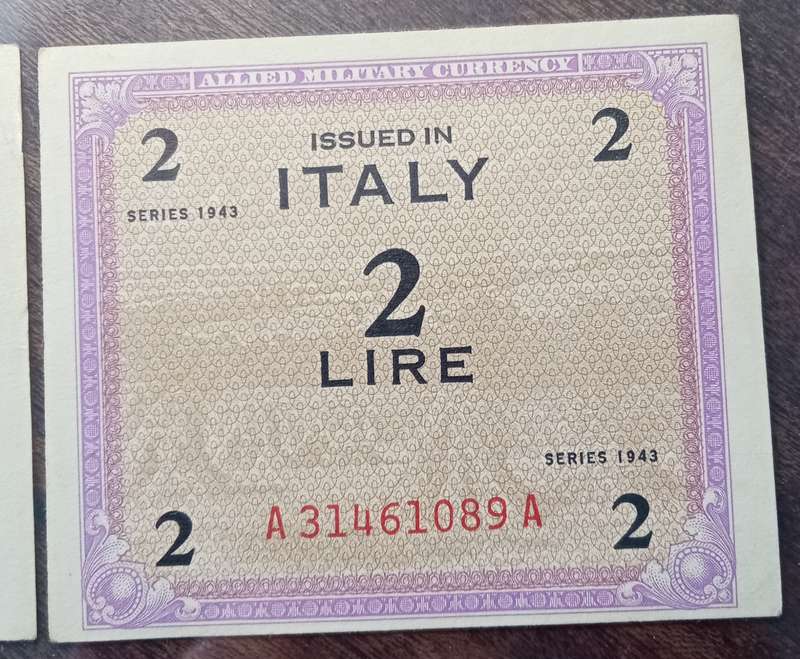 ALLIED MILITARY CURRENCY
2 2
ISSUED IN
ITALY
SERIES 1943
2
LIRE
SERIES 1943
A 31461089 A
2 2